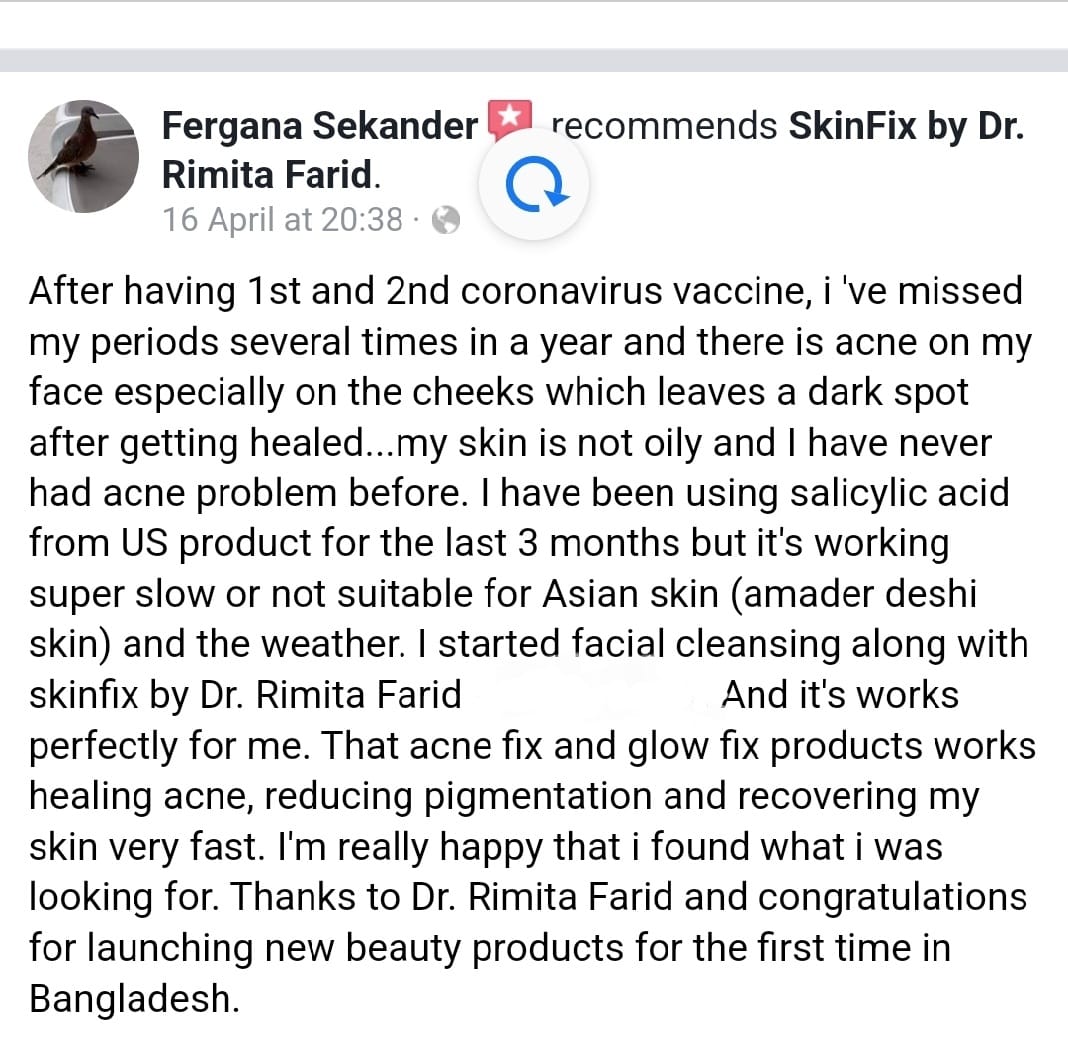 Fergana Sekander recommends SkinFix by Dr.
Rimita Farid.
16 April at 20:38 ·
After having 1st and 2nd coronavirus vaccine, i 've missed
my periods several times in a year and there is acne on my
face especially on the cheeks which leaves a dark spot
after getting healed...my skin is not oily and I have never
had acne problem before. I have been using salicylic acid
from US product for the last 3 months but it's working
super slow or not suitable for Asian skin (amader deshi
skin) and the weather. I started facial cleansing along with
skinfix by Dr. Rimita Farid And it's works
perfectly for me. That acne fix and glow fix products works
healing acne, reducing pigmentation and recovering my
skin very fast. I'm really happy that i found what i was
looking for. Thanks to Dr. Rimita Farid and congratulations
for launching new beauty products for the first time in
Bangladesh.